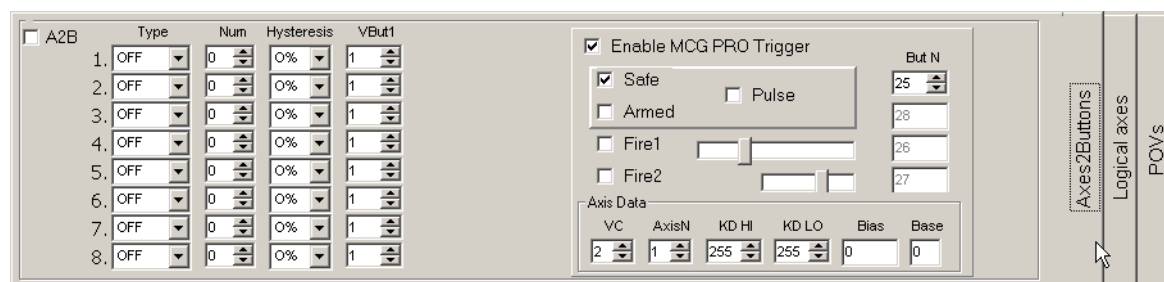 A2B Type Num Hysteresis VBut1
1. OFF 0 0% 1
2. OFF 0 0% 1
3. OFF 0 0% 1
4. OFF 0 0% 1
5. OFF 0 0% 1
6. OFF 0 0% 1
7. OFF 0 0% 1
8. OFF 0 0% 1
Enable MCG PRO Trigger But N
Safe Pulse 25
Armed 28
Fire1 26
Fire2 27
Axis Data
VC AxisN KD HI KD LO Bias Base
2 1 255 255 0 0
Axes2Buttons
Logical axes
POVs